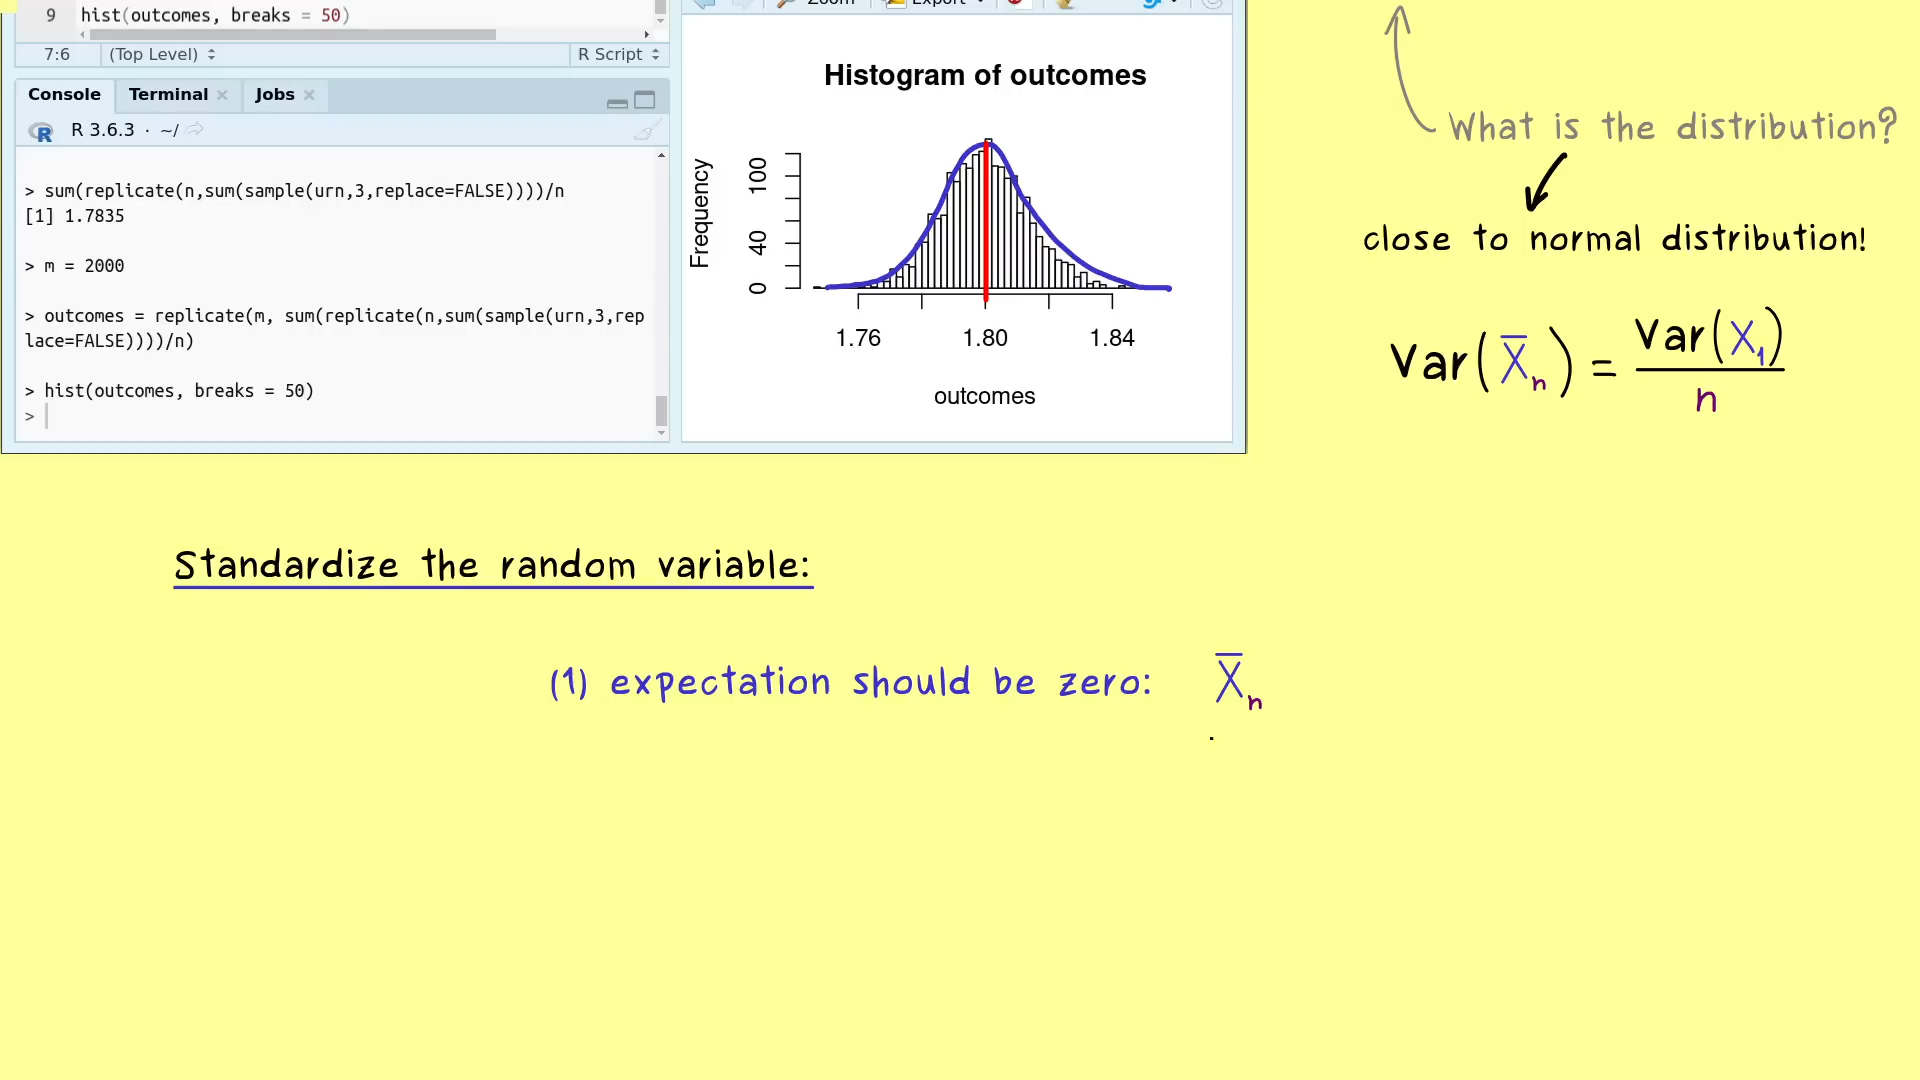 Zoom Export
9 hist(outcomes, breaks = 50)
7:6 (Top Level) R Script
Console Terminal Jobs
R 3.6.3 · ~/
> sum(replicate(n,sum(sample(urn,3,replace=FALSE))))/n
[1] 1.7835
> m = 2000
> outcomes = replicate(m, sum(replicate(n,sum(sample(urn,3,rep
lace=FALSE))))/n)
> hist(outcomes, breaks = 50)
>
Histogram of outcomes
Frequency
0 40 100
1.76 1.80 1.84
outcomes
What is the distribution?
close to normal distribution!
Var(X̅ₙ) = Var(X₁)/n
Standardize the random variable:
(1) expectation should be zero: X̅ₙ